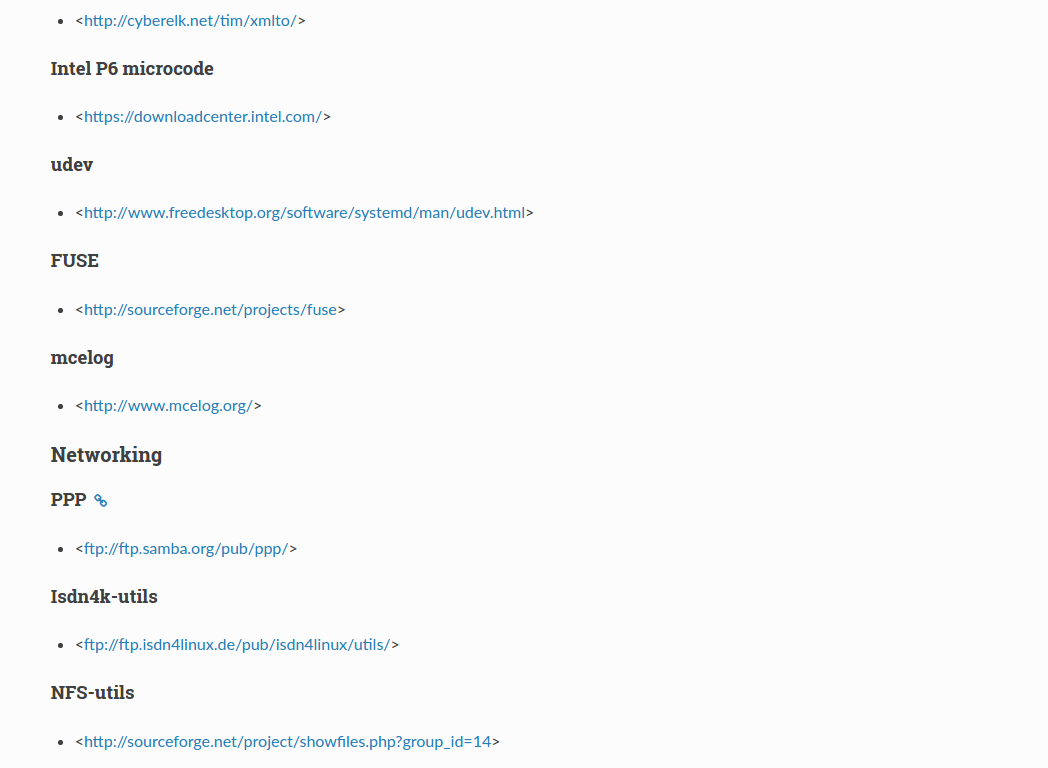 <http://cyberelk.net/tim/xmlto/>
Intel P6 microcode
<https://downloadcenter.intel.com/>
udev
<http://www.freedesktop.org/software/systemd/man/udev.html>
FUSE
<http://sourceforge.net/projects/fuse>
mcelog
<http://www.mcelog.org/>
Networking
PPP
<ftp://ftp.samba.org/pub/ppp/>
Isdn4k-utils
<ftp://ftp.isdn4linux.de/pub/isdn4linux/utils/>
NFS-utils
<http://sourceforge.net/project/showfiles.php?group_id=14>